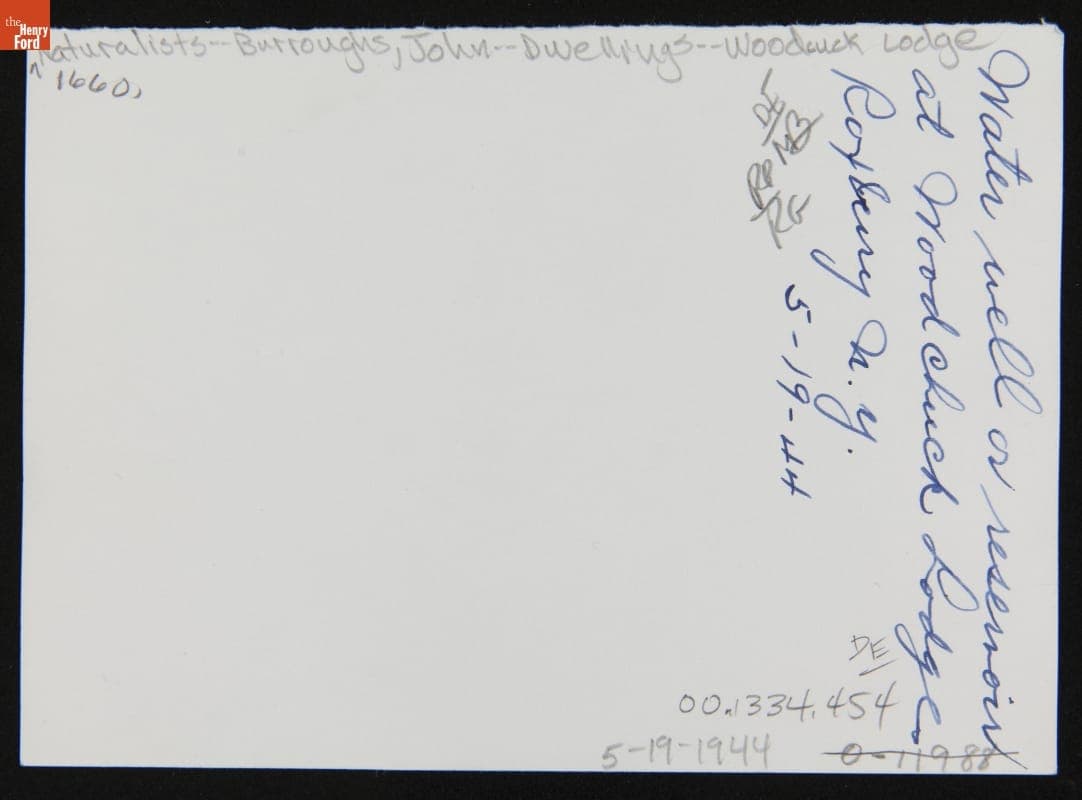 the
Henry
Ford
Naturalists--Burroughs, John--Dwellings--Woodcuck Lodge
1660.
Water well or reservoir
at Woodchuck Lodge
Roxbury N.Y.
5-19-44
DE
00.1334.454
5-19-1944
0-11988